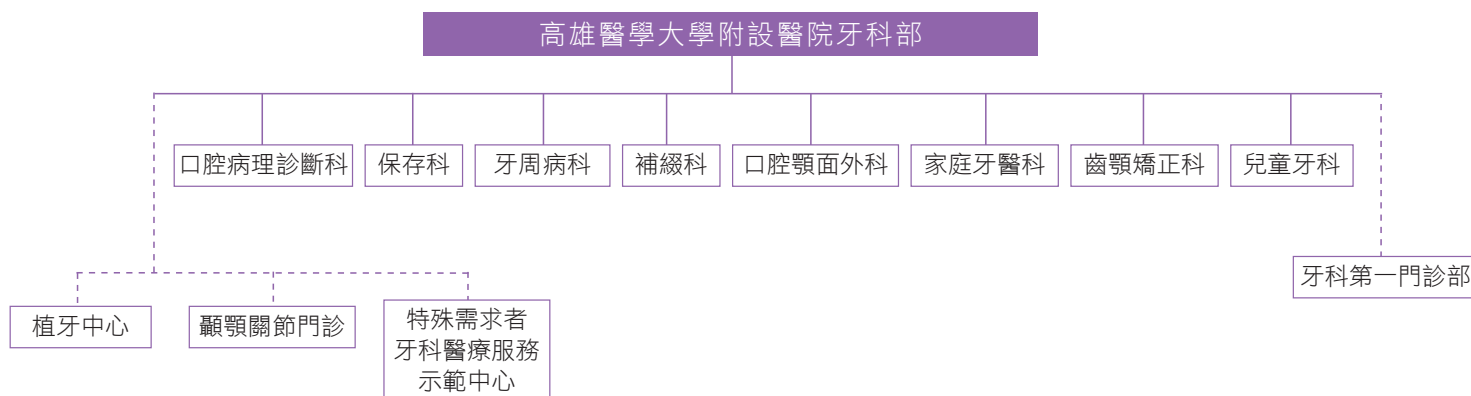 高雄醫學大學附設醫院牙科部
口腔病理診斷科
保存科
牙周病科
補綴科
口腔顎面外科
家庭牙醫科
齒顎矯正科
兒童牙科
牙科第一門診部
植牙中心
顳顎關節門診
特殊需求者
牙科醫療服務
示範中心